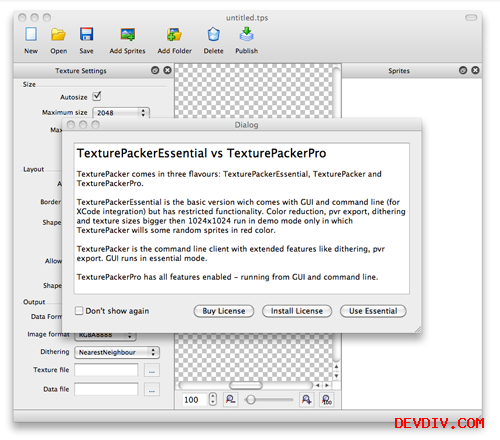 untitled.tps
New
Open
Save
Add Sprites
Add Folder
Delete
Publish
Texture Settings
Sprites
Size
Autosize
Maximum size
2048
Dialog
TexturePackerEssential vs TexturePackerPro
TexturePacker comes in three flavours: TexturePackerEssential, TexturePacker and
TexturePackerPro.
TexturePackerEssential is the basic version wich comes with GUI and command line (for
XCode integration) but has restricted functionality. Color reduction, pvr export, dithering
and texture sizes bigger then 1024x1024 run in demo mode only in which
TexturePacker wills some random sprites in red color.
TexturePacker is the command line client with extended features like dithering, pvr
export. GUI runs in essential mode.
TexturePackerPro has all features enabled - running from GUI and command line.
Don't show again
Buy License
Install License
Use Essential
Layout
Border
Shape
Allow
Shape
Output
Data Form
Image format
RGBA8888
Dithering
NearestNeighbour
Texture file
...
Data file
...
100
100
DEVDIV.COM